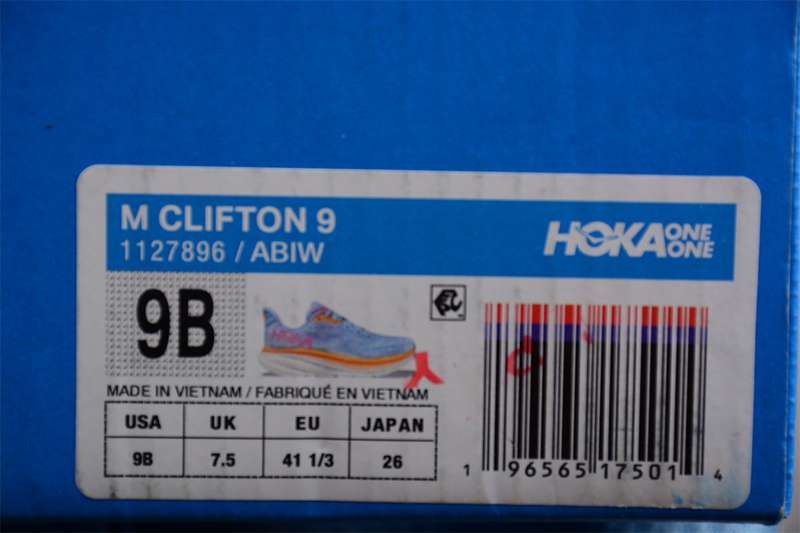 M CLIFTON 9
1127896 / ABIW
HOKA ONE ONE
9B
HOKA
MADE IN VIETNAM / FABRIQUÉ EN VIETNAM
USA UK EU JAPAN
9B 7.5 41 1/3 26
1 96565 17501 4